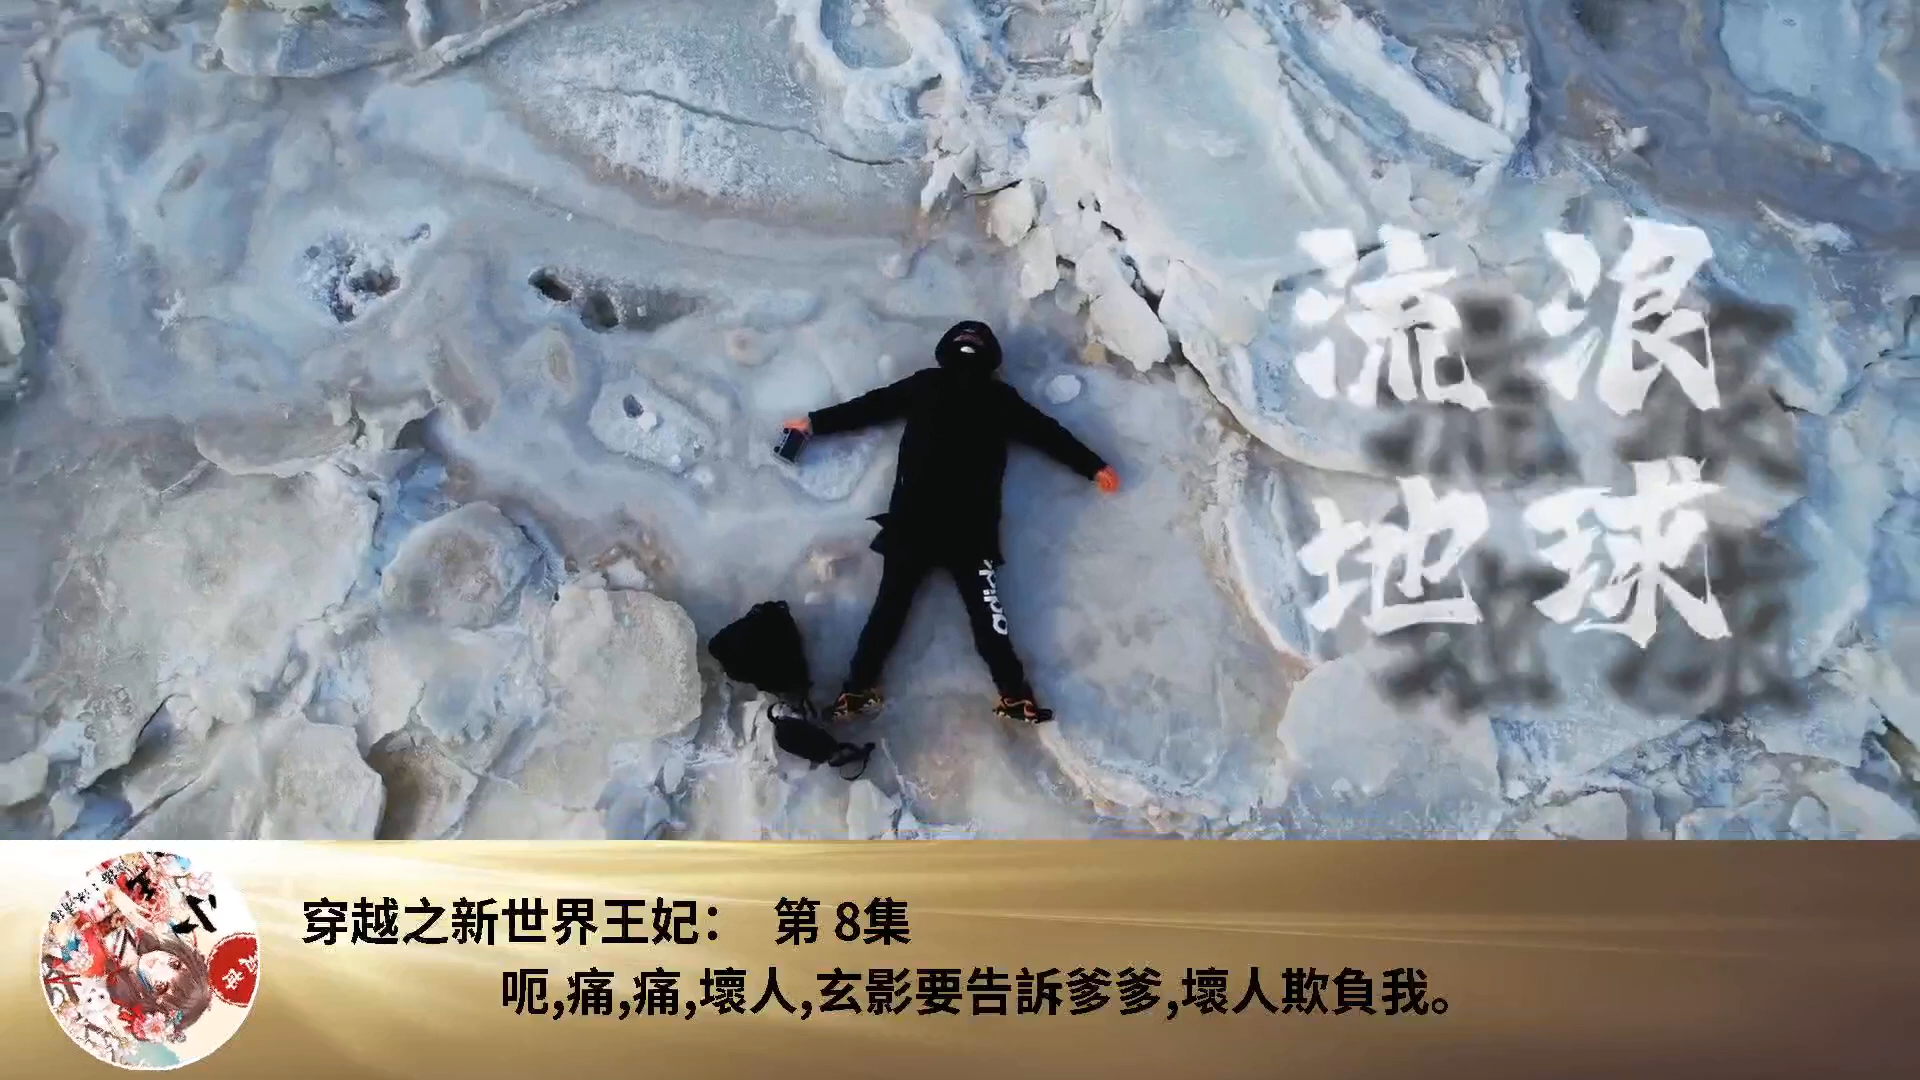 流浪
地球
穿越之新世界王妃： 第 8集
呃,痛,痛,壞人,玄影要告訴爹爹,壞人欺負我。